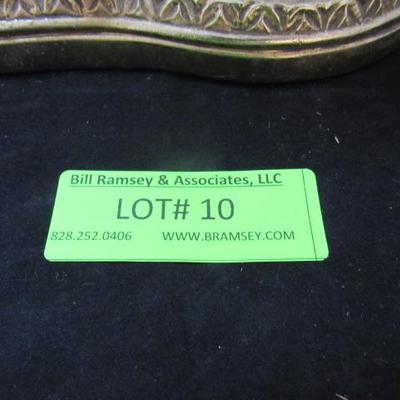 Bill Ramsey & Associates, LLC
LOT# 10
828.252.0406 WWW.BRAMSEY.COM